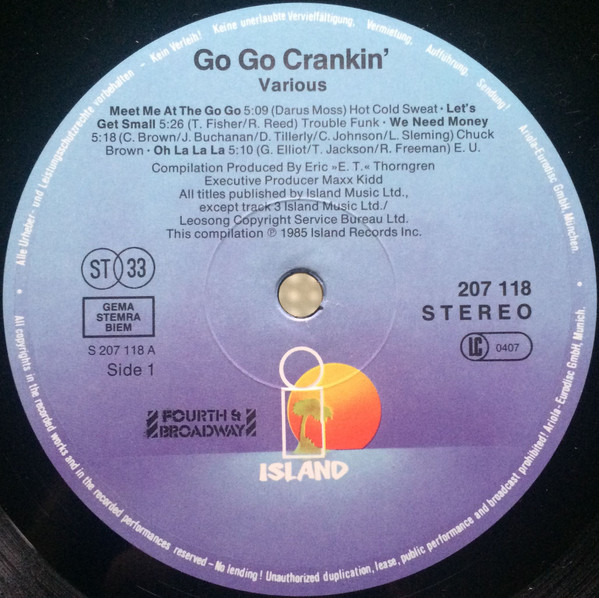 Go Go Crankin'
Various
Meet Me At The Go Go 5:09 (Darus Moss) Hot Cold Sweat · Let's
Get Small 5:26 (T. Fisher/R. Reed) Trouble Funk · We Need Money
5:18 (C. Brown/J. Buchanan/D. Tillerly/C. Johnson/L. Sleming) Chuck
Brown · Oh La La La 5:10 (G. Elliot/T. Jackson/R. Freeman) E. U.
Compilation Produced By Eric »E. T.« Thorngren
Executive Producer Maxx Kidd
All titles published by Island Music Ltd.,
except track 3 Island Music Ltd./
Leosong Copyright Service Bureau Ltd.
This compilation ℗ 1985 Island Records Inc.
ST 33
GEMA
STEMRA
BIEM
S 207 118 A
Side 1
207 118
STEREO
LC 0407
FOURTH &
BROADWAY
ISLAND
Alle Urheber- und Leistungsschutzrechte vorbehalten - Kein Verleih! Keine unerlaubte Vervielfältigung, Vermietung, Aufführung, Sendung! Ariola-Eurodisc GmbH, München.
All copyrights in the recorded works and in the recorded performances reserved - No lending! Unauthorized duplication, lease, public performance and broadcast prohibited! Ariola-Eurodisc GmbH, Munich.